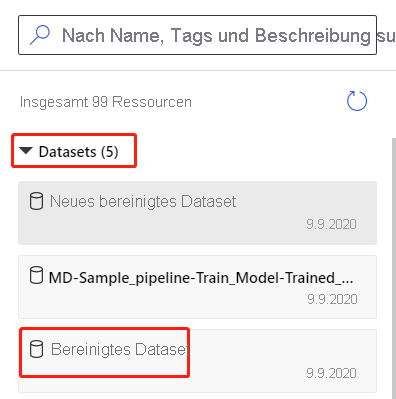 Nach Name, Tags und Beschreibung su
Insgesamt 99 Ressourcen
Datasets (5)
Neues bereinigtes Dataset
9.9.2020
MD-Sample_pipeline-Train_Model-Trained_...
9.9.2020
Bereinigtes Dataset
9.9.2020